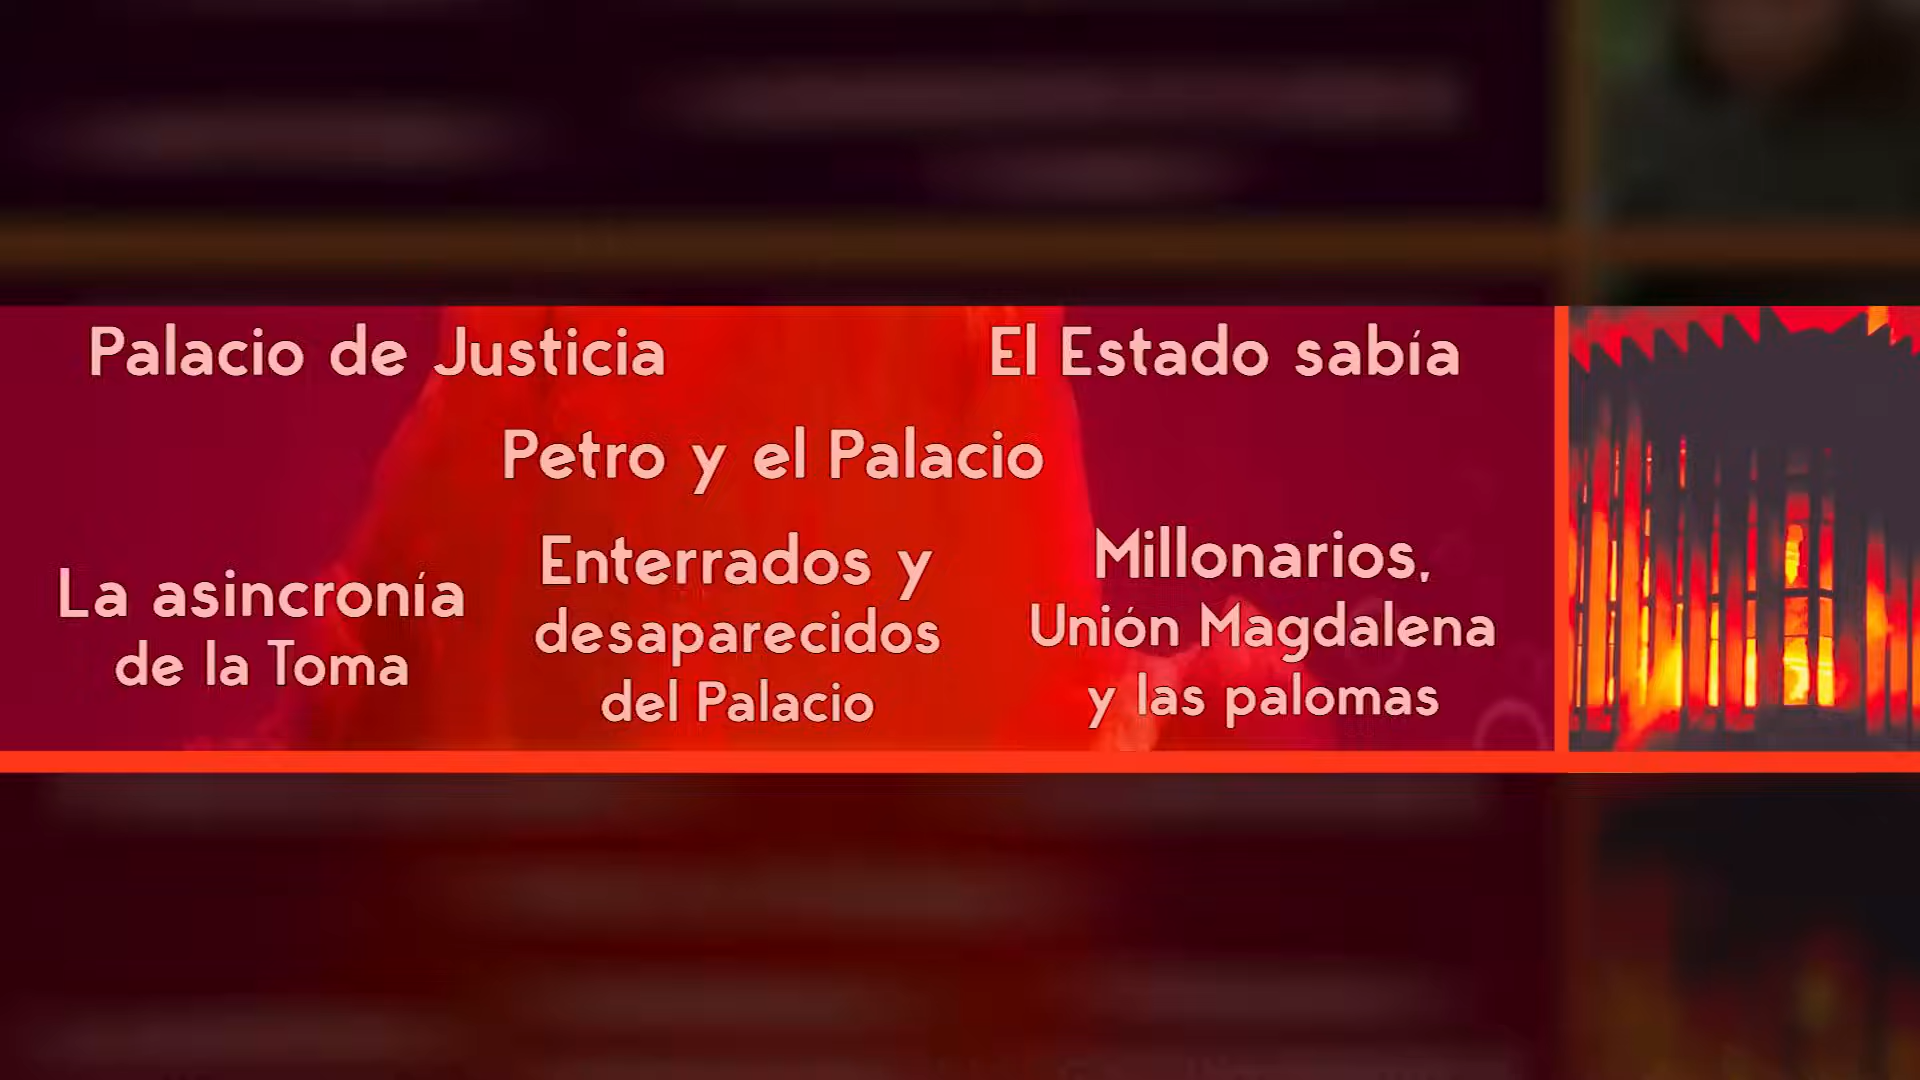 Palacio de Justicia
El Estado sabía
Petro y el Palacio
La asincronía
de la Toma
Enterrados y
desaparecidos
del Palacio
Millonarios,
Unión Magdalena
y las palomas